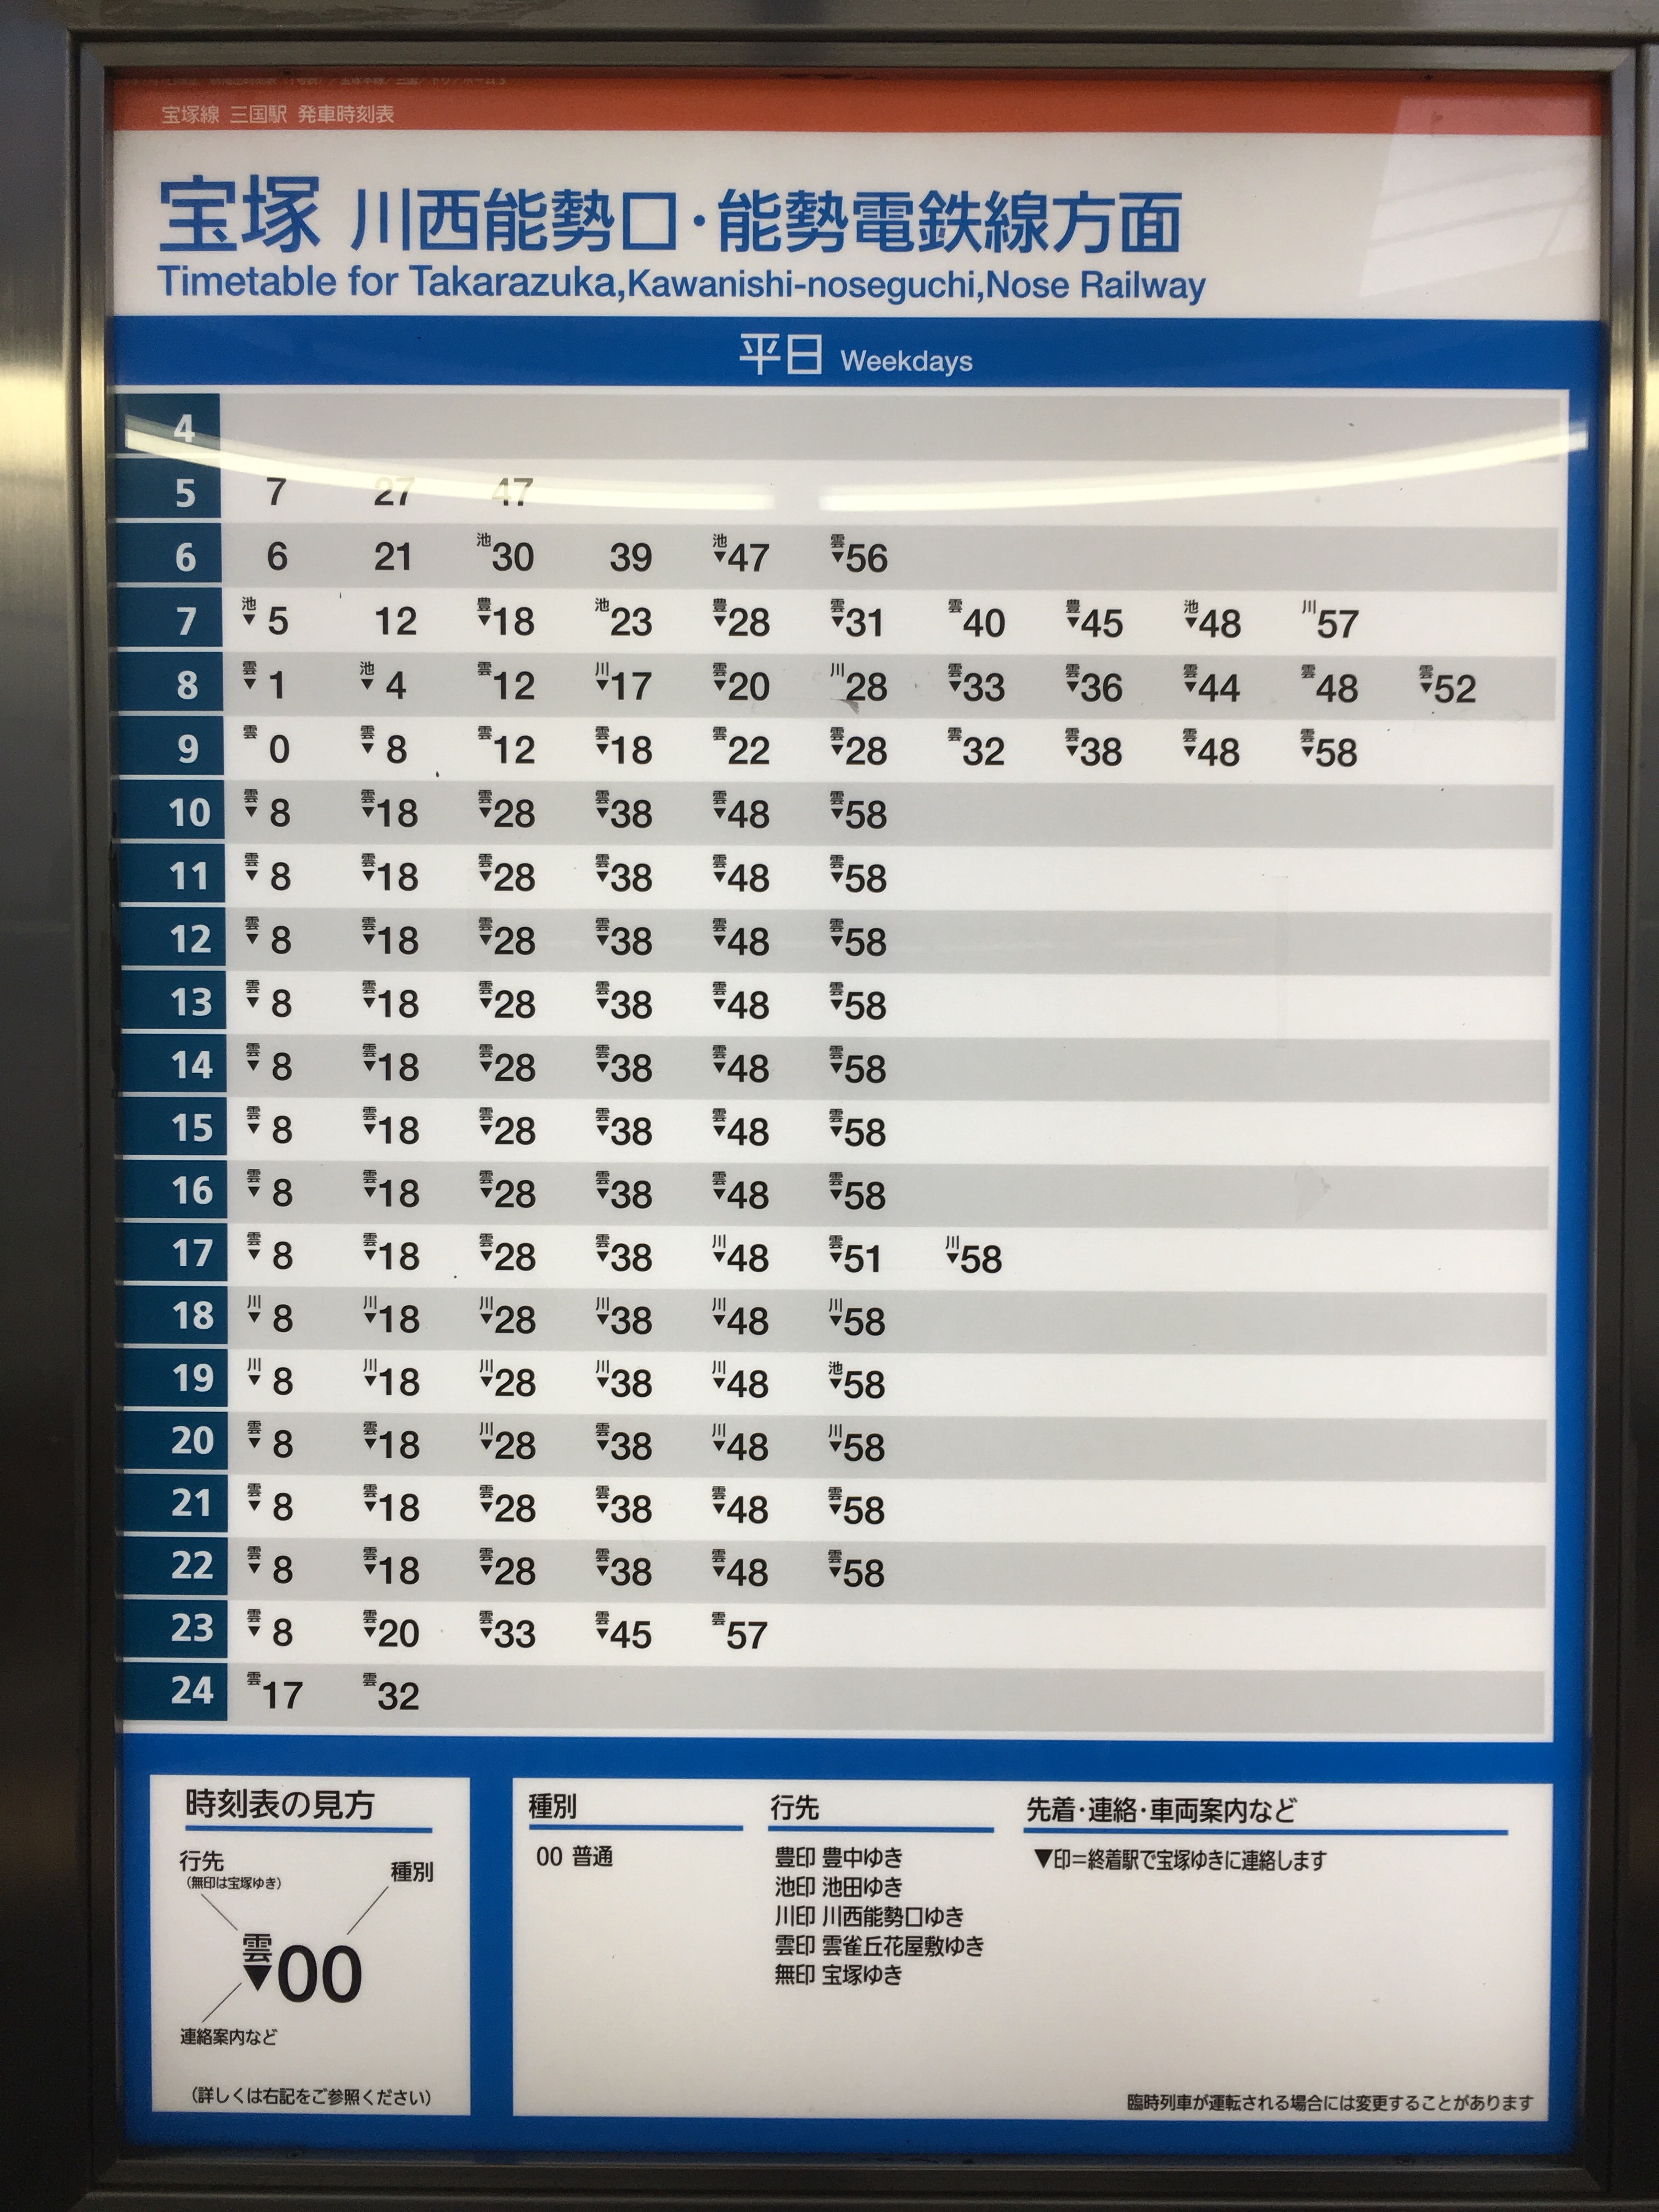 宝塚線 三国駅 発車時刻表
宝塚 川西能勢口・能勢電鉄線方面
Timetable for Takarazuka,Kawanishi-noseguchi,Nose Railway
平日 Weekdays
4
5 7 27 47
6 6 21 池30 39 池▼47 雲▼56
7 池▼5 12 豊▼18 池23 豊▼28 雲▼31 雲40 豊▼45 池▼48 川57
8 雲▼1 池▼4 雲12 川▼17 雲▼20 川28 雲▼33 雲▼36 雲▼44 雲48 雲▼52
9 雲0 雲▼8 雲12 雲▼18 雲22 雲▼28 雲32 雲▼38 雲▼48 雲▼58
10 雲▼8 雲▼18 雲▼28 雲▼38 雲▼48 雲▼58
11 雲▼8 雲▼18 雲▼28 雲▼38 雲▼48 雲▼58
12 雲▼8 雲▼18 雲▼28 雲▼38 雲▼48 雲▼58
13 雲▼8 雲▼18 雲▼28 雲▼38 雲▼48 雲▼58
14 雲▼8 雲▼18 雲▼28 雲▼38 雲▼48 雲▼58
15 雲▼8 雲▼18 雲▼28 雲▼38 雲▼48 雲▼58
16 雲▼8 雲▼18 雲▼28 雲▼38 雲▼48 雲▼58
17 雲▼8 雲▼18 雲▼28 雲▼38 川▼48 雲▼51 川▼58
18 川▼8 川▼18 川▼28 川▼38 川▼48 川▼58
19 川▼8 川▼18 川▼28 川▼38 川▼48 池▼58
20 雲▼8 雲▼18 川▼28 雲▼38 川▼48 川▼58
21 雲▼8 雲▼18 雲▼28 雲▼38 雲▼48 雲▼58
22 雲▼8 雲▼18 雲▼28 雲▼38 雲▼48 雲▼58
23 雲▼8 雲▼20 雲▼33 雲▼45 雲57
24 雲17 雲32
時刻表の見方
行先
(無印は宝塚ゆき)
種別
雲▼00
連絡案内など
(詳しくは右記をご参照ください)
種別
00 普通
行先
豊印 豊中ゆき
池印 池田ゆき
川印 川西能勢口ゆき
雲印 雲雀丘花屋敷ゆき
無印 宝塚ゆき
先着・連絡・車両案内など
▼印=終着駅で宝塚ゆきに連絡します
臨時列車が運転される場合には変更することがあります